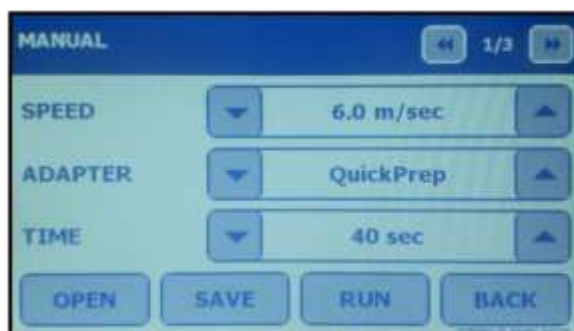 MANUAL 1/3
SPEED 6.0 m/sec
ADAPTER QuickPrep
TIME 40 sec
OPEN SAVE RUN BACK